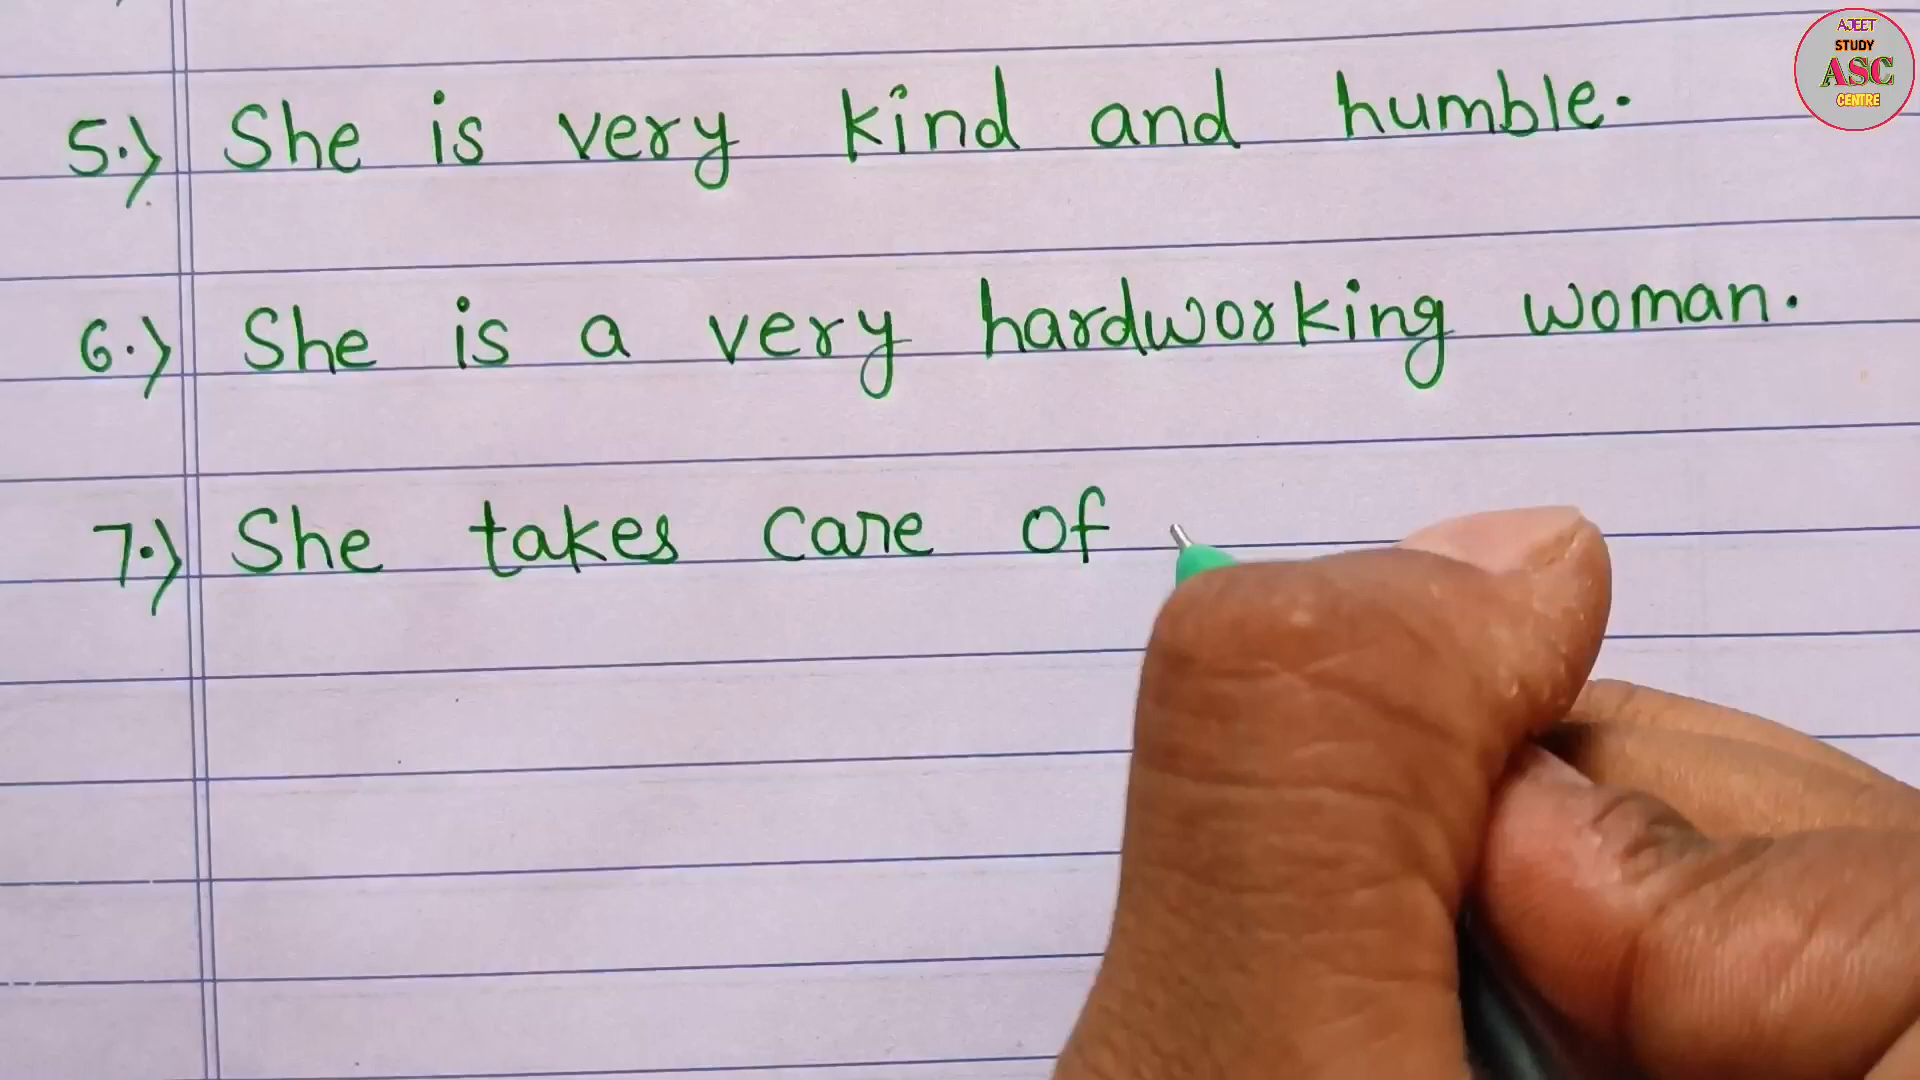 AJEET
STUDY
ASC
CENTRE
5.) She is very kind and humble.
6.) She is a very hardworking woman.
7.) She takes care of